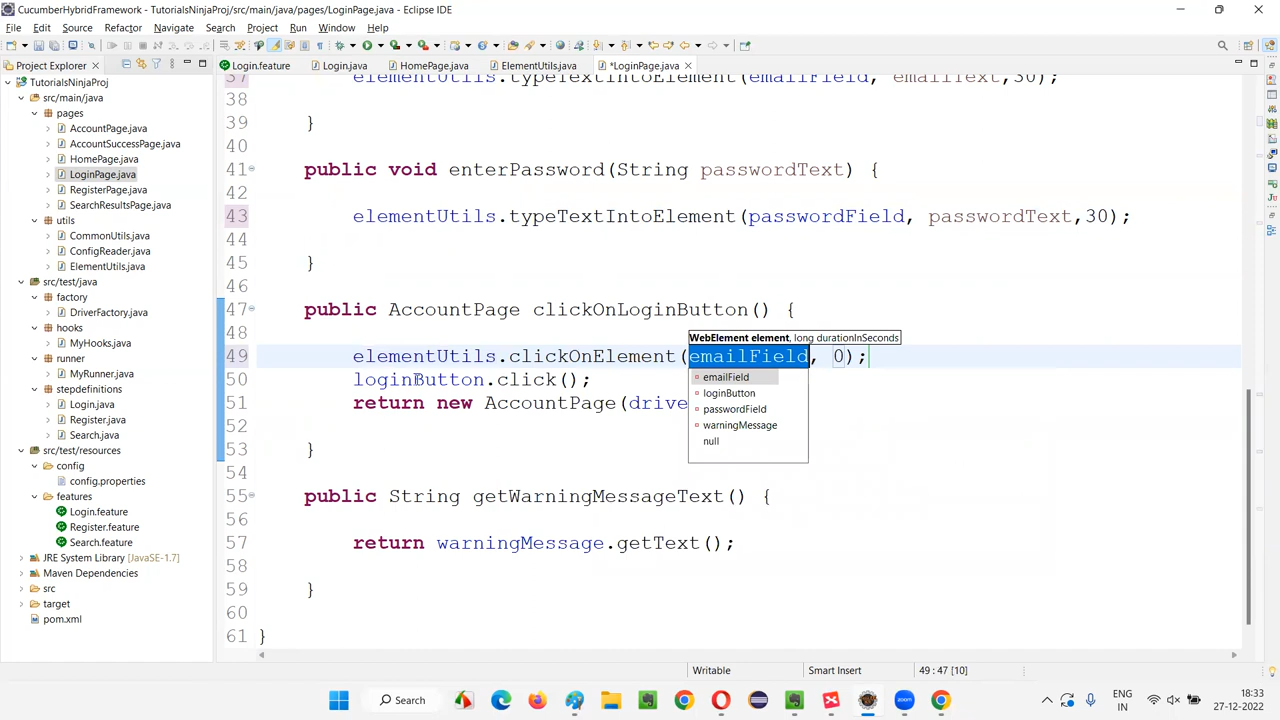 CucumberHybridFramework - TutorialsNinjaProj/src/main/java/pages/LoginPage.java - Eclipse IDE
File Edit Source Refactor Navigate Search Project Run Window Help
Project Explorer
Login.feature Login.java HomePage.java ElementUtils.java *LoginPage.java
TutorialsNinjaProj
src/main/java
pages
AccountPage.java
AccountSuccessPage.java
HomePage.java
LoginPage.java
RegisterPage.java
SearchResultsPage.java
utils
CommonUtils.java
ConfigReader.java
ElementUtils.java
src/test/java
factory
DriverFactory.java
hooks
MyHooks.java
runner
MyRunner.java
stepdefinitions
Login.java
Register.java
Search.java
src/test/resources
config
config.properties
features
Login.feature
Register.feature
Search.feature
JRE System Library [JavaSE-1.7]
Maven Dependencies
src
target
pom.xml
37 elementUtils.typeTextIntoElement(emailField, emailText,30);
38
39 }
40
41 public void enterPassword(String passwordText) {
42
43 elementUtils.typeTextIntoElement(passwordField, passwordText,30);
44
45 }
46
47 public AccountPage clickOnLoginButton() {
48
WebElement element, long durationInSeconds
49 elementUtils.clickOnElement(emailField, 0);
50 loginButton.click();
51 return new AccountPage(drive
52
53 }
54
55 public String getWarningMessageText() {
56
57 return warningMessage.getText();
58
59 }
60
61 }
emailField
loginButton
passwordField
warningMessage
null
Writable Smart Insert 49 : 47 [10]
Search
ENG
IN
18:33
27-12-2022